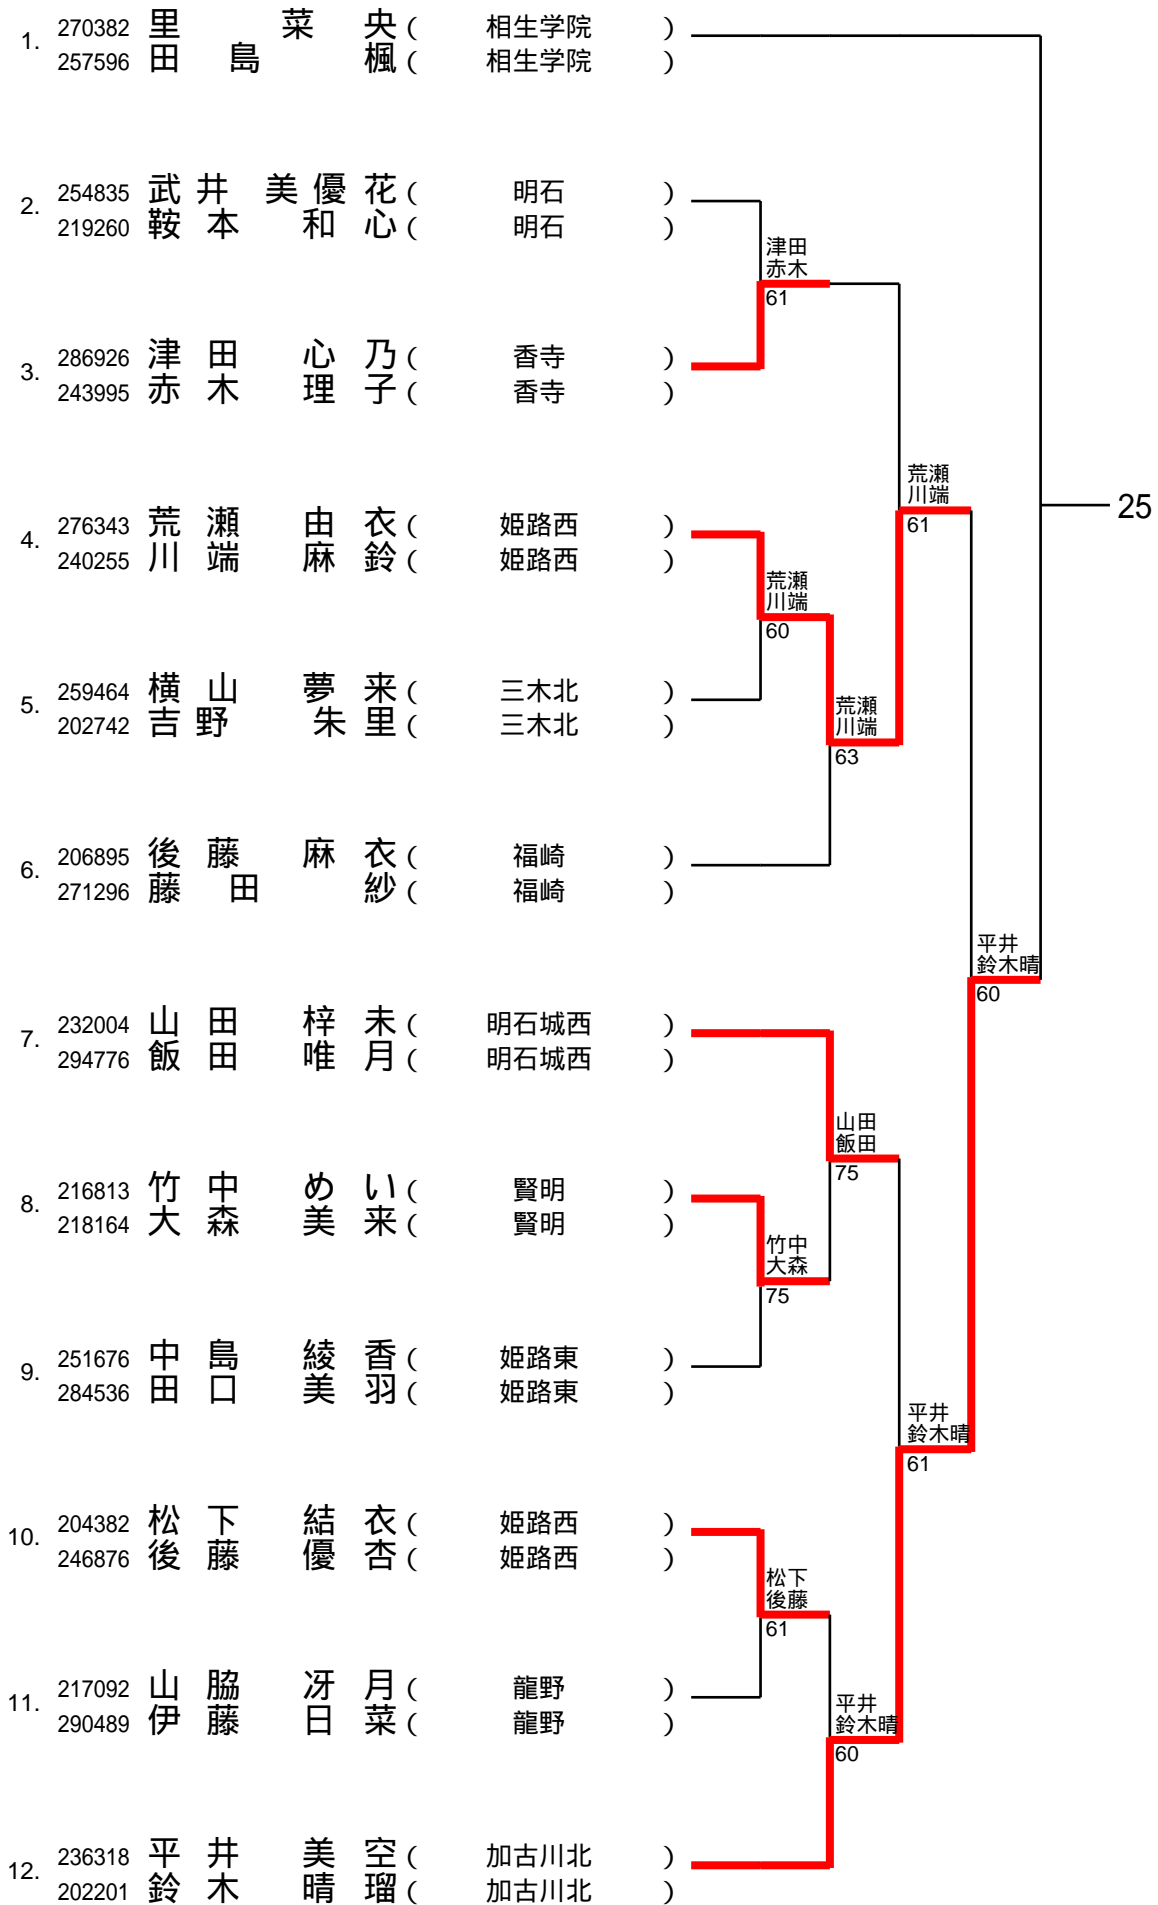 1. 270382 里 菜 央 ( 相生学院 )
257596 田 島 楓 ( 相生学院 )
2. 254835 武 井 美 優 花 ( 明石 )
219260 鞍 本 和 心 ( 明石 )
津田
赤木
61
3. 286926 津 田 心 乃 ( 香寺 )
243995 赤 木 理 子 ( 香寺 )
荒瀬
川端
61
25
4. 276343 荒 瀬 由 衣 ( 姫路西 )
240255 川 端 麻 鈴 ( 姫路西 )
荒瀬
川端
60
5. 259464 横 山 夢 来 ( 三木北 )
202742 吉 野 朱 里 ( 三木北 )
荒瀬
川端
63
6. 206895 後 藤 麻 衣 ( 福崎 )
271296 藤 田 紗 ( 福崎 )
平井
鈴木晴
60
7. 232004 山 田 梓 未 ( 明石城西 )
294776 飯 田 唯 月 ( 明石城西 )
山田
飯田
75
8. 216813 竹 中 め い ( 賢明 )
218164 大 森 美 来 ( 賢明 )
竹中
大森
75
9. 251676 中 島 綾 香 ( 姫路東 )
284536 田 口 美 羽 ( 姫路東 )
平井
鈴木晴
61
10. 204382 松 下 結 衣 ( 姫路西 )
246876 後 藤 優 杏 ( 姫路西 )
松下
後藤
61
11. 217092 山 脇 冴 月 ( 龍野 )
290489 伊 藤 日 菜 ( 龍野 )
平井
鈴木晴
60
12. 236318 平 井 美 空 ( 加古川北 )
202201 鈴 木 晴 瑠 ( 加古川北 )